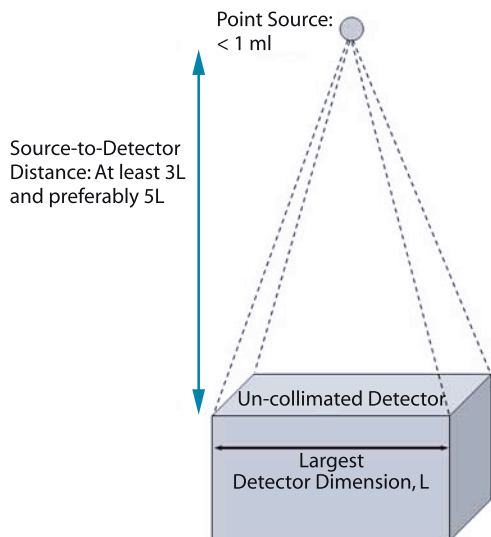 Point Source:
< 1 ml
Source-to-Detector
Distance: At least 3L
and preferably 5L
Un-collimated Detector
Largest
Detector Dimension, L